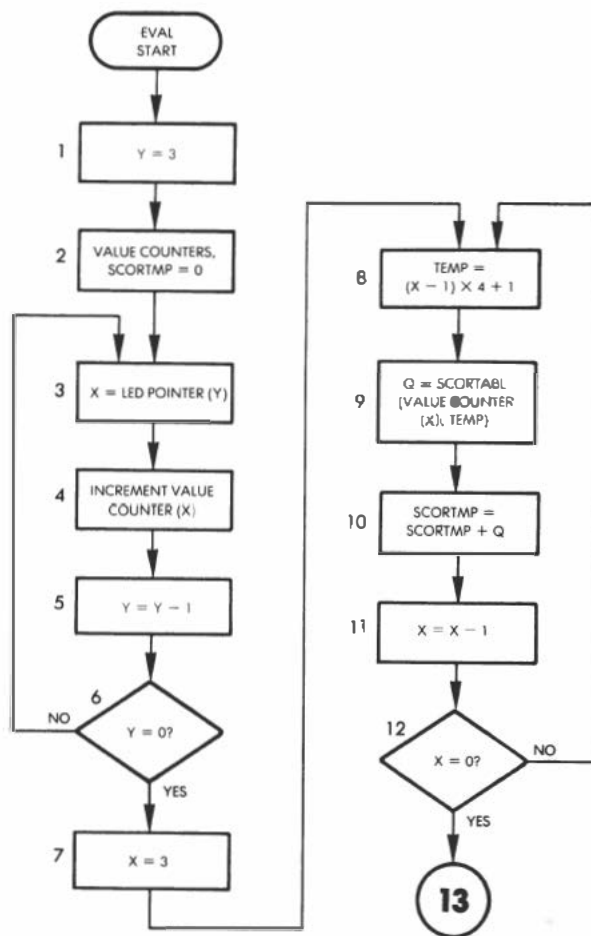 EVAL
START
1
Y = 3
2
VALUE COUNTERS,
SCORTMP = 0
3
X = LED POINTER (Y)
4
INCREMENT VALUE
COUNTER (X)
5
Y = Y − 1
6
Y = 0?
NO
YES
7
X = 3
8
TEMP =
(X − 1) × 4 + 1
9
Q = SCORTABL
(VALUE COUNTER
(X), TEMP)
10
SCORTMP =
SCORTMP + Q
11
X = X − 1
12
X = 0?
NO
YES
13